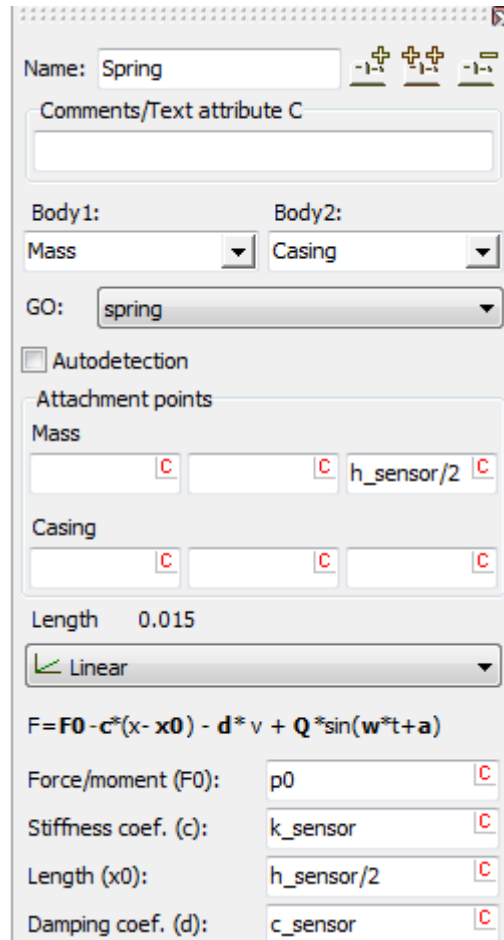 Name: Spring
Comments/Text attribute C
Body1: Body2:
Mass Casing
GO: spring
Autodetection
Attachment points
Mass
C C h_sensor/2 C
Casing
C C C
Length 0.015
Linear
F=F0-c*(x-x0) - d* v + Q*sin(w*t+a)
Force/moment (F0): p0 C
Stiffness coef. (c): k_sensor C
Length (x0): h_sensor/2 C
Damping coef. (d): c_sensor C